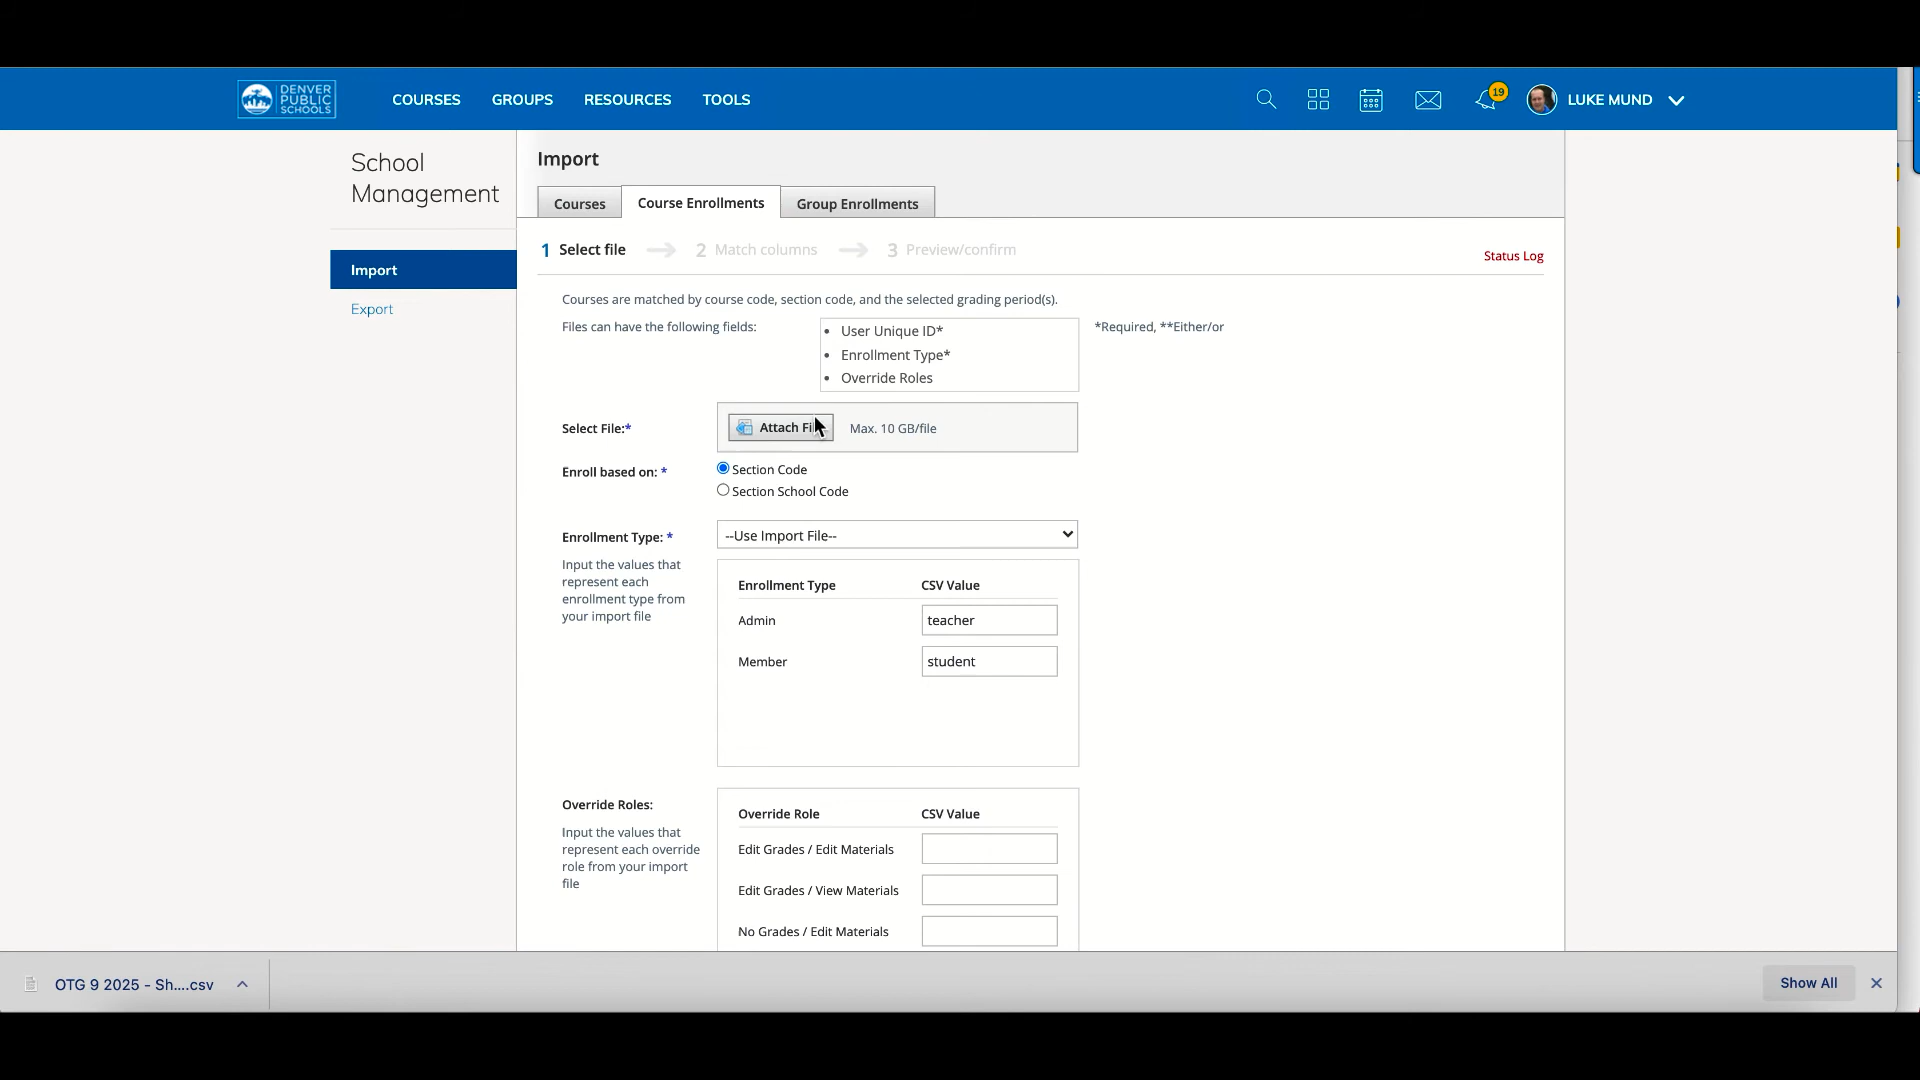 DENVER
PUBLIC
SCHOOLS
COURSES
GROUPS
RESOURCES
TOOLS
19
LUKE MUND
School
Management
Import
Export
Import
Courses
Course Enrollments
Group Enrollments
1 Select file
2 Match columns
3 Preview/confirm
Status Log
Courses are matched by course code, section code, and the selected grading period(s).
Files can have the following fields:
• User Unique ID*
• Enrollment Type*
• Override Roles
*Required, **Either/or
Select File:*
Attach
Max. 10 GB/file
Enroll based on: *
Section Code
Section School Code
Enrollment Type: *
--Use Import File--
Input the values that
represent each
enrollment type from
your import file
Enrollment Type CSV Value
Admin teacher
Member student
Override Roles:
Input the values that
represent each override
role from your import
file
Override Role CSV Value
Edit Grades / Edit Materials
Edit Grades / View Materials
No Grades / Edit Materials
OTG 9 2025 - Sh....csv
Show All